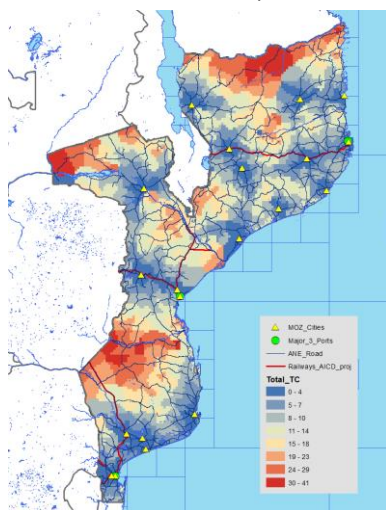 MOZ_Cities
Major_3_Ports
ANE_Road
Railways_AICD_proj
Total_TC
0 - 4
5 - 7
8 - 10
11 - 14
15 - 18
19 - 23
24 - 29
30 - 41